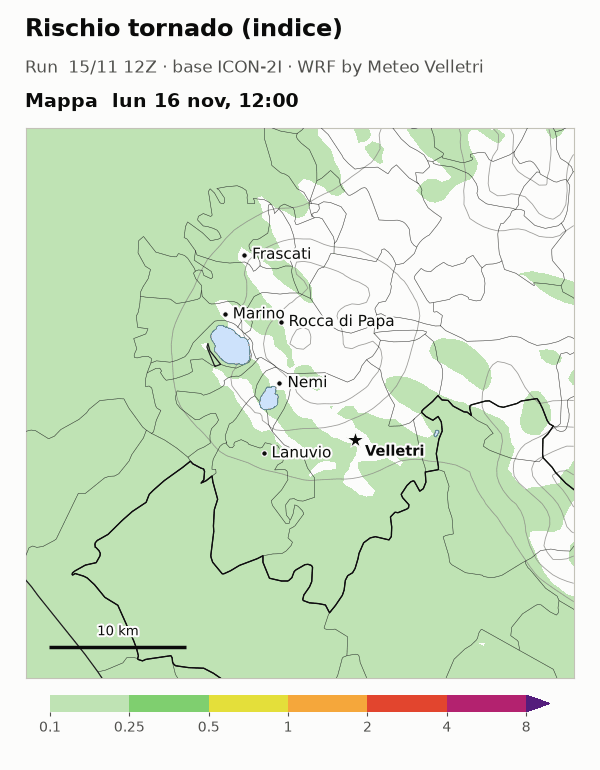 Rischio tornado (indice)
Run  15/11 12Z · base ICON-2I · WRF by Meteo Velletri
Mappa  lun 16 nov, 12:00
Frascati
Marino
Rocca di Papa
Nemi
Velletri
Lanuvio
10 km
0.1 0.25 0.5 1 2 4 8